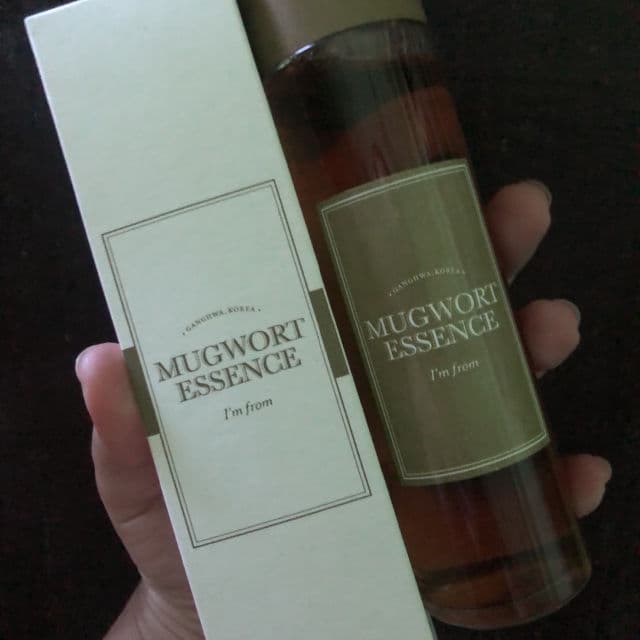 ·GANGHWA, KOREA·
MUGWORT
ESSENCE
I'm from
·GANGHWA, KOREA·
MUGWORT
ESSENCE
I'm from